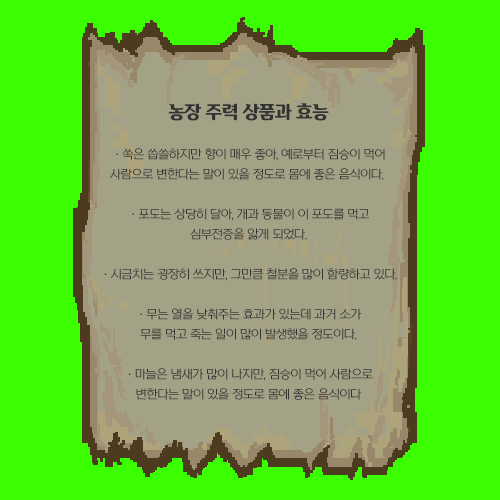 농장 주력 상품과 효능
· 쑥은 씁쓸하지만 향이 매우 좋아, 예로부터 짐승이 먹어
사람으로 변한다는 말이 있을 정도로 몸에 좋은 음식이다.
· 포도는 상당히 달아, 개과 동물이 이 포도를 먹고
심부전증을 앓게 되었다.
· 시금치는 굉장히 쓰지만, 그만큼 철분을 많이 함량하고 있다.
· 무는 열을 낮춰주는 효과가 있는데 과거 소가
무를 먹고 죽는 일이 많이 발생했을 정도이다.
· 마늘은 냄새가 많이 나지만, 짐승이 먹어 사람으로
변한다는 말이 있을 정도로 몸에 좋은 음식이다